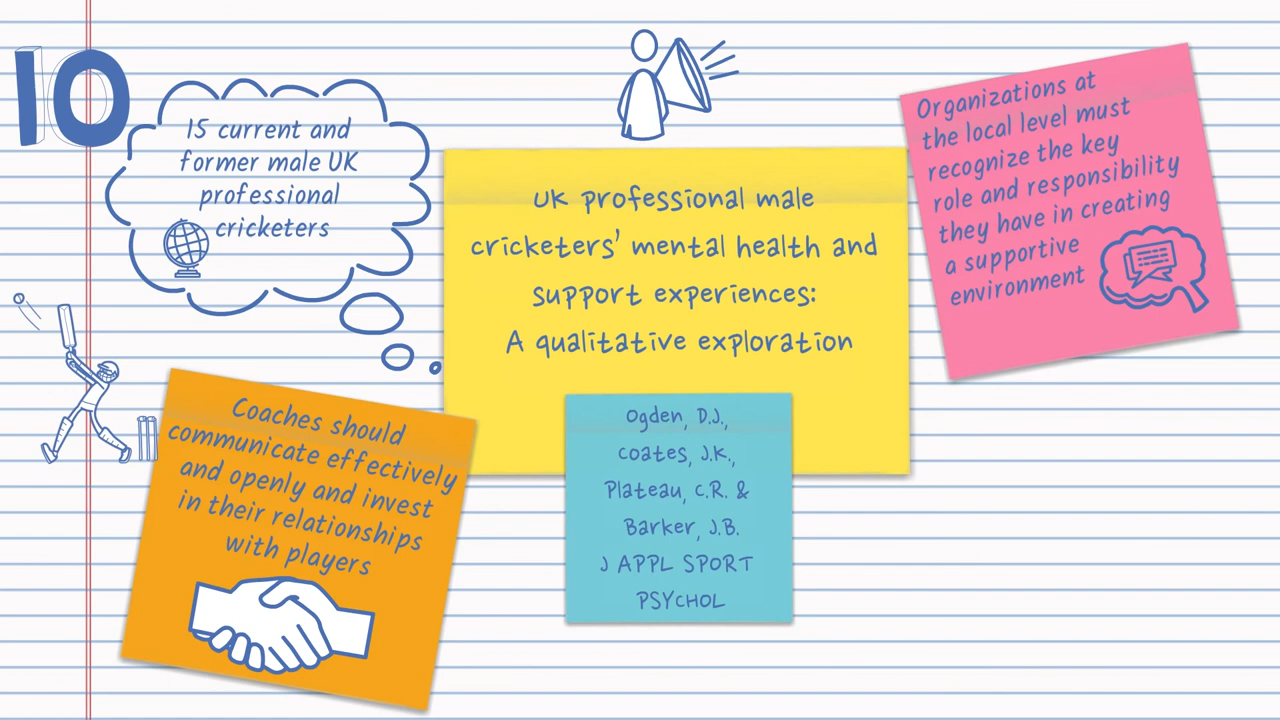 10
15 current and
former male UK
professional
cricketers
UK professional male
cricketers' mental health and
support experiences:
A qualitative exploration
Organizations at
the local level must
recognize the key
role and responsibility
they have in creating
a supportive
environment
Coaches should
communicate effectively
and openly and invest
in their relationships
with players
Ogden, D.J.,
Coates, J.K.,
Plateau, C.R. &
Barker, J.B.
J APPL SPORT
PSYCHOL